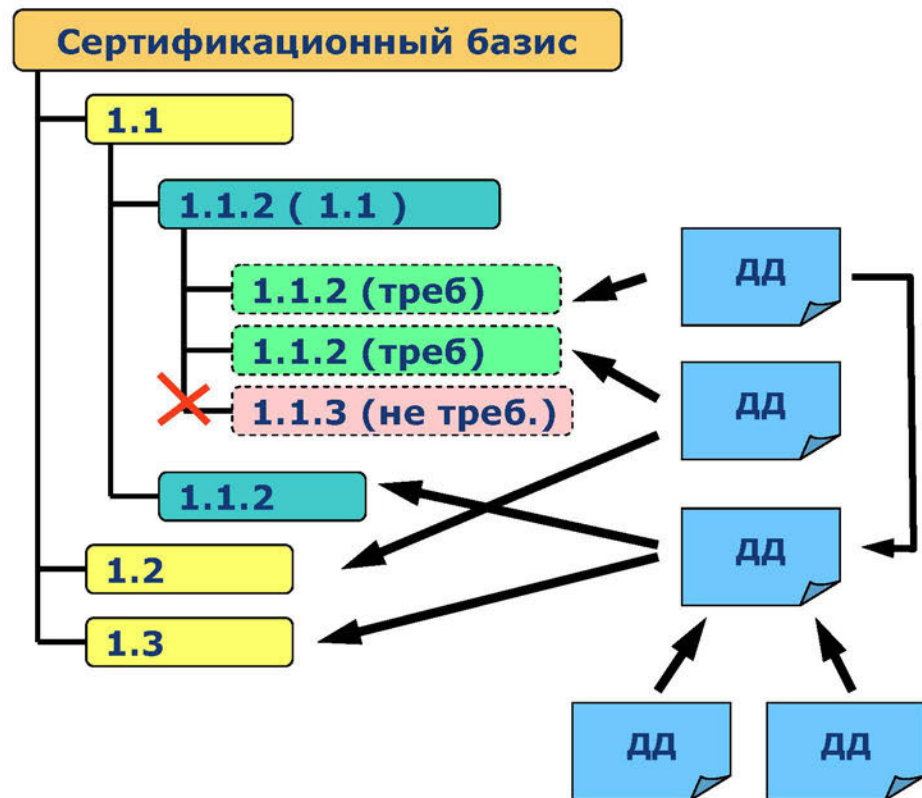 Сертификационный базис
1.1
1.1.2 ( 1.1 )
1.1.2 (треб)
1.1.2 (треб)
1.1.3 (не треб.)
1.1.2
1.2
1.3
ДД
ДД
ДД
ДД
ДД